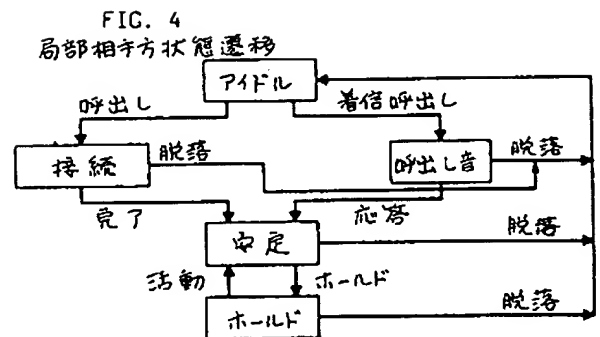 FIG. 4
局部相手方状態遷移
アイドル
呼出し
着信呼出し
接続
脱落
呼出し音
脱落
完了
応答
安定
脱落
活動
ホールド
脱落
ホールド